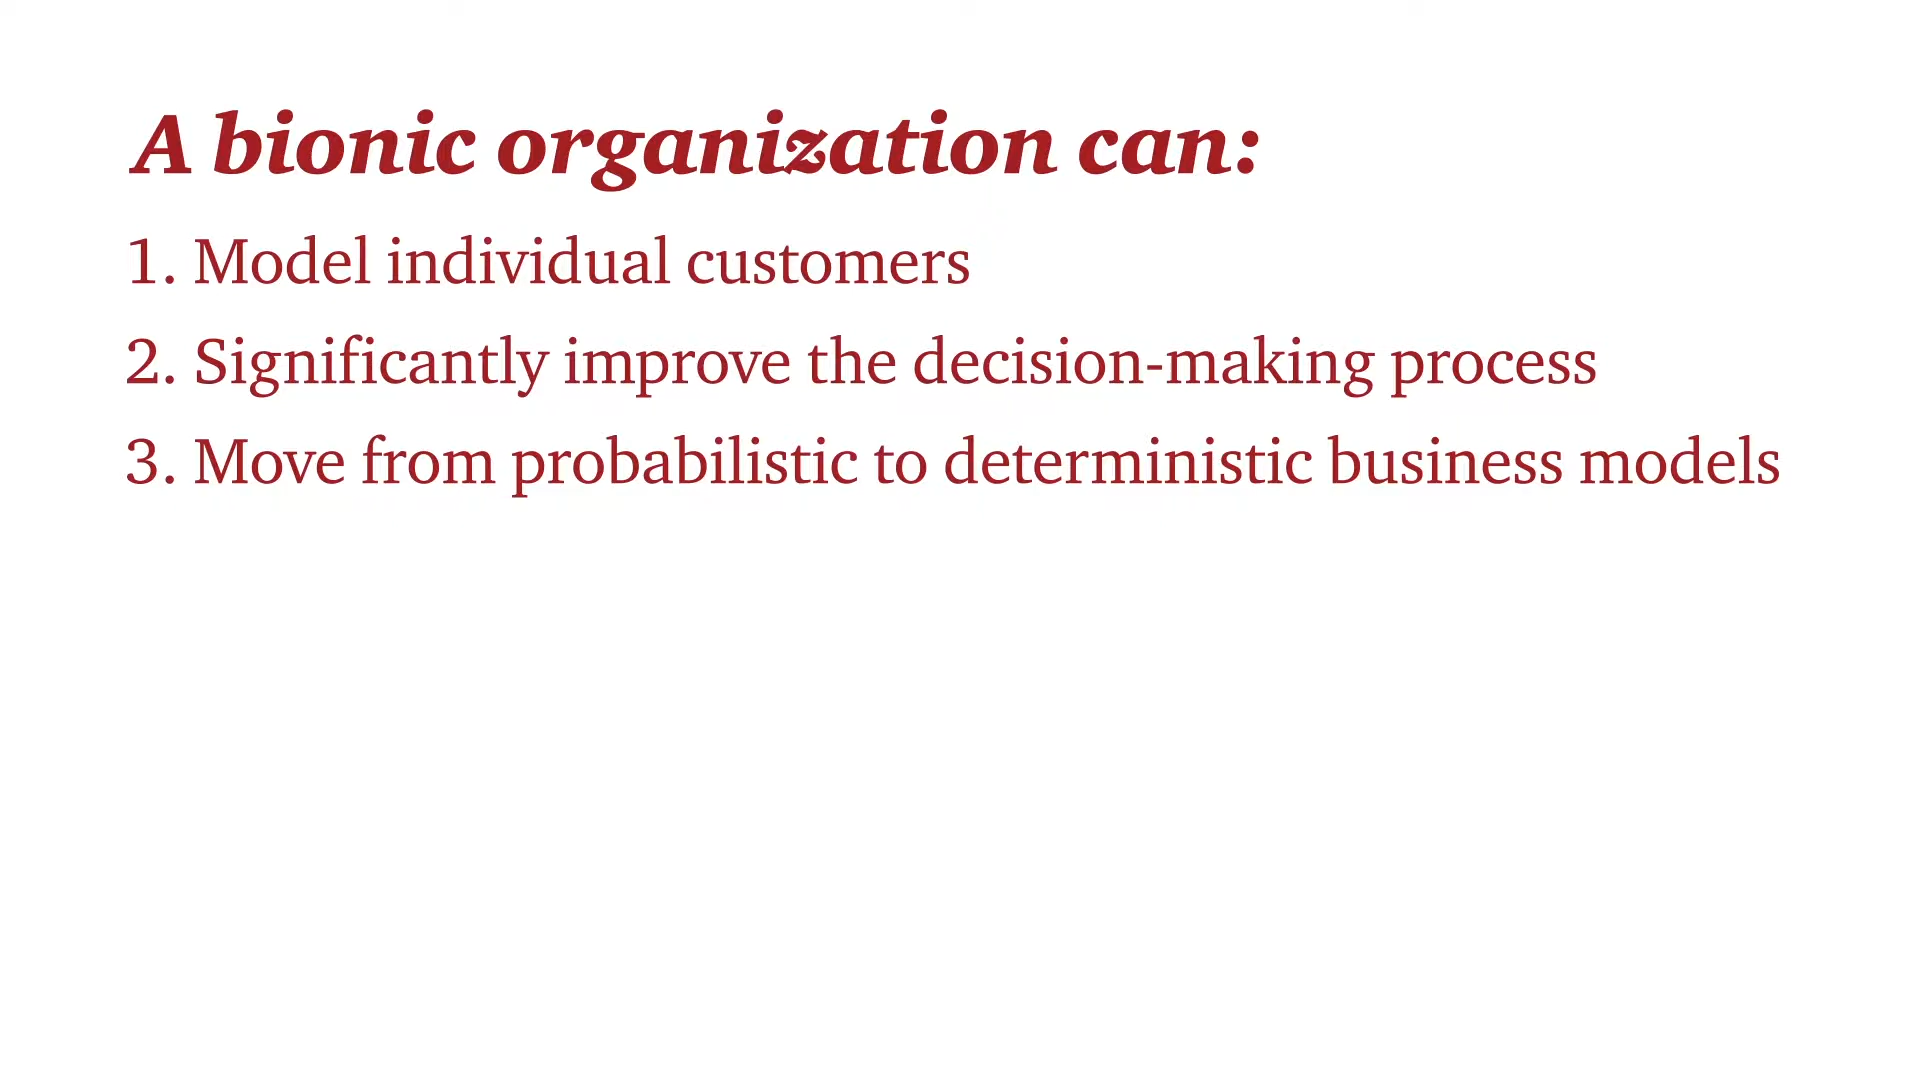 A bionic organization can:
1. Model individual customers
2. Significantly improve the decision-making process
3. Move from probabilistic to deterministic business models